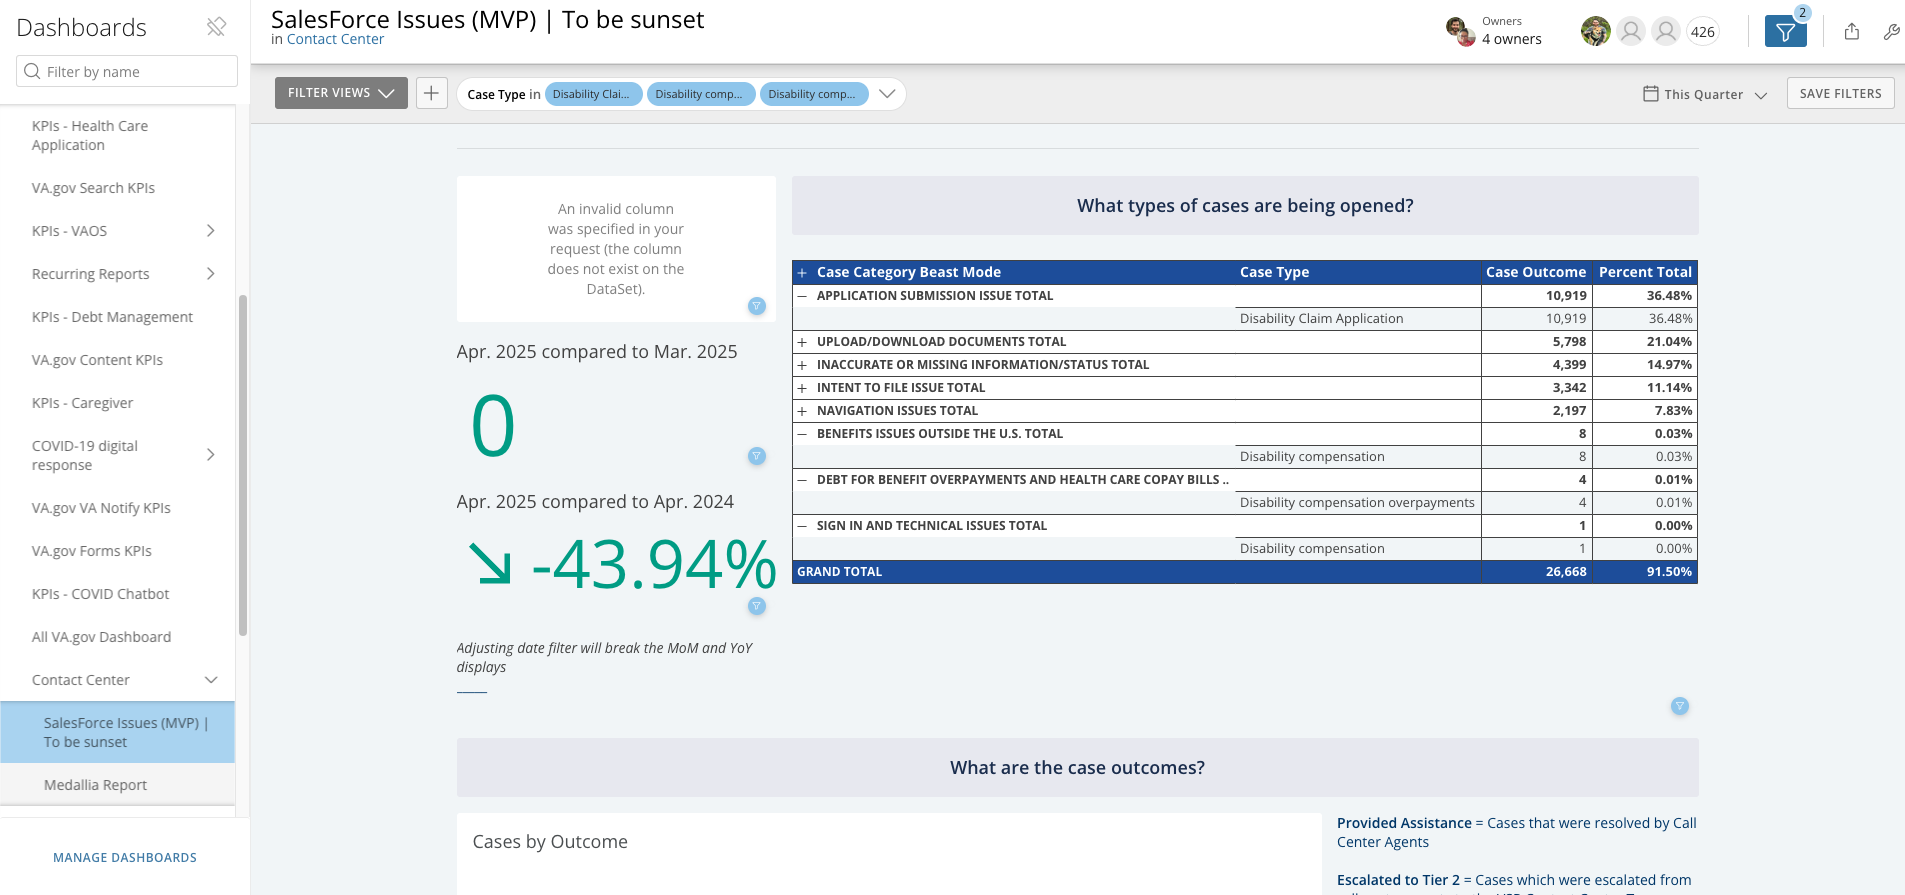 Dashboards
Filter by name
KPIs - Health Care
Application
VA.gov Search KPIs
KPIs - VAOS
Recurring Reports
KPIs - Debt Management
VA.gov Content KPIs
KPIs - Caregiver
COVID-19 digital
response
VA.gov VA Notify KPIs
VA.gov Forms KPIs
KPIs - COVID Chatbot
All VA.gov Dashboard
Contact Center
SalesForce Issues (MVP) |
To be sunset
Medallia Report
MANAGE DASHBOARDS
SalesForce Issues (MVP) | To be sunset
in Contact Center
Owners
4 owners
426
2
FILTER VIEWS
Case Type in Disability Clai... Disability comp... Disability comp...
This Quarter
SAVE FILTERS
An invalid column
was specified in your
request (the column
does not exist on the
DataSet).
Apr. 2025 compared to Mar. 2025
0
Apr. 2025 compared to Apr. 2024
-43.94%
Adjusting date filter will break the MoM and YoY
displays
What types of cases are being opened?
+ Case Category Beast Mode Case Type Case Outcome Percent Total
– APPLICATION SUBMISSION ISSUE TOTAL 10,919 36.48%
Disability Claim Application 10,919 36.48%
+ UPLOAD/DOWNLOAD DOCUMENTS TOTAL 5,798 21.04%
+ INACCURATE OR MISSING INFORMATION/STATUS TOTAL 4,399 14.97%
+ INTENT TO FILE ISSUE TOTAL 3,342 11.14%
+ NAVIGATION ISSUES TOTAL 2,197 7.83%
– BENEFITS ISSUES OUTSIDE THE U.S. TOTAL 8 0.03%
Disability compensation 8 0.03%
– DEBT FOR BENEFIT OVERPAYMENTS AND HEALTH CARE COPAY BILLS .. 4 0.01%
Disability compensation overpayments 4 0.01%
– SIGN IN AND TECHNICAL ISSUES TOTAL 1 0.00%
Disability compensation 1 0.00%
GRAND TOTAL 26,668 91.50%
What are the case outcomes?
Cases by Outcome
Provided Assistance = Cases that were resolved by Call
Center Agents
Escalated to Tier 2 = Cases which were escalated from